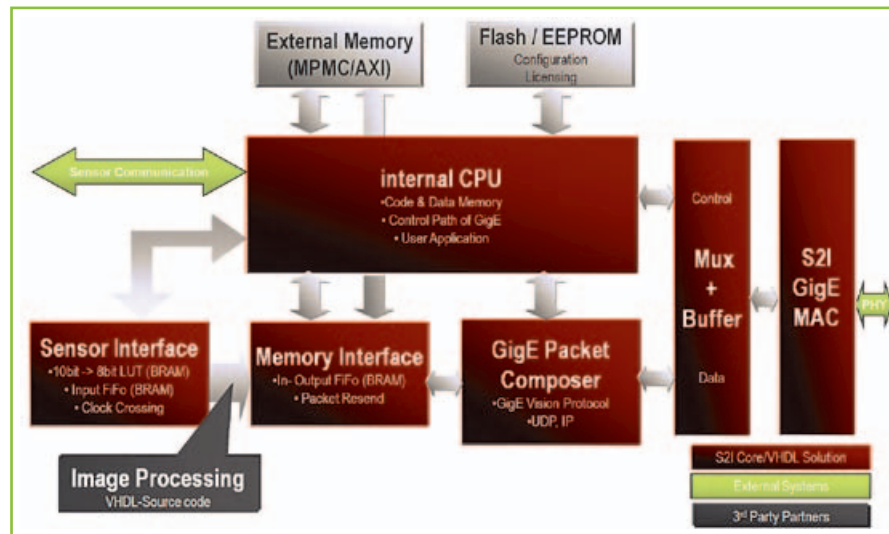 External Memory
(MPMC/AXI)
Flash / EEPROM
Configuration
Licensing
Sensor Communication
internal CPU
•Code & Data Memory
• Control Path of GigE
• User Application
Control
Mux
+
Buffer
Data
S2I
GigE
MAC
PHY
Sensor Interface
•10bit -> 8bit LUT (BRAM)
• Input FiFo (BRAM)
• Clock Crossing
Memory Interface
•In- Output FiFo (BRAM)
• Packet Resend
GigE Packet
Composer
•GigE Vision Protocol
•UDP, IP
Image Processing
VHDL-Source code
S2I Core/VHDL Solution
External Systems
3rd Party Partners